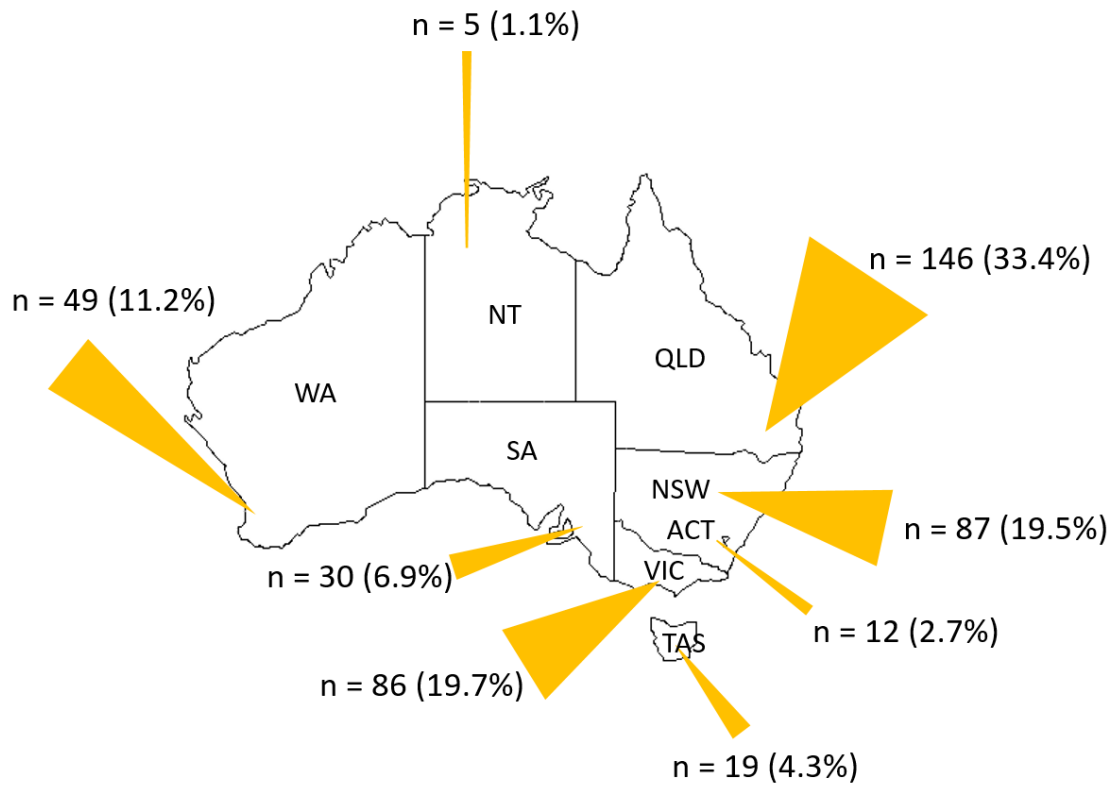 n = 5 (1.1%)
n = 146 (33.4%)
n = 49 (11.2%)
NT
QLD
WA
SA
NSW
ACT
n = 87 (19.5%)
VIC
n = 30 (6.9%)
n = 12 (2.7%)
TAS
n = 86 (19.7%)
n = 19 (4.3%)